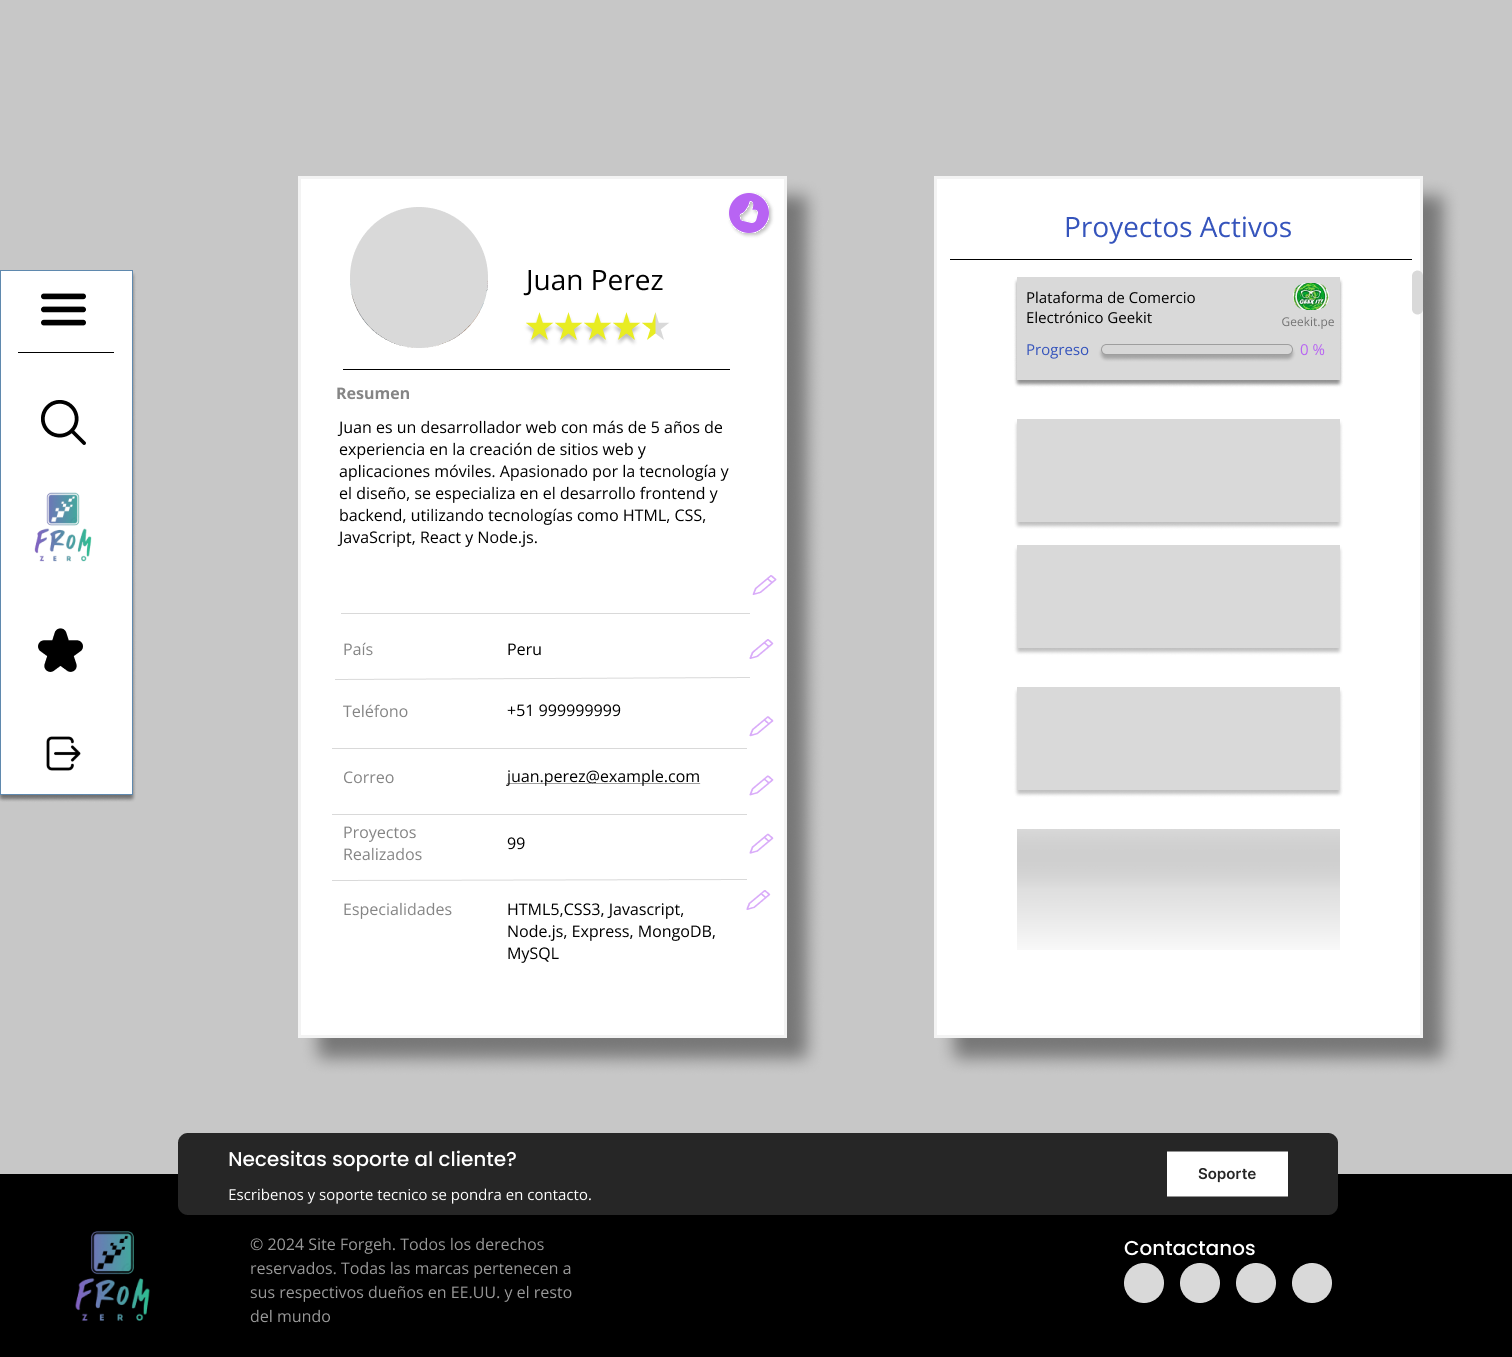 FROM
ZERO
Juan Perez
Resumen
Juan es un desarrollador web con más de 5 años de
experiencia en la creación de sitios web y
aplicaciones móviles. Apasionado por la tecnología y
el diseño, se especializa en el desarrollo frontend y
backend, utilizando tecnologías como HTML, CSS,
JavaScript, React y Node.js.
País
Peru
Teléfono
+51 999999999
Correo
juan.perez@example.com
Proyectos
Realizados
99
Especialidades
HTML5,CSS3, Javascript,
Node.js, Express, MongoDB,
MySQL
Proyectos Activos
Plataforma de Comercio
Electrónico Geekit
GEEK IT!
Geekit.pe
Progreso
0 %
Necesitas soporte al cliente?
Escribenos y soporte tecnico se pondra en contacto.
Soporte
FROM
ZERO
© 2024 Site Forgeh. Todos los derechos
reservados. Todas las marcas pertenecen a
sus respectivos dueños en EE.UU. y el resto
del mundo
Contactanos